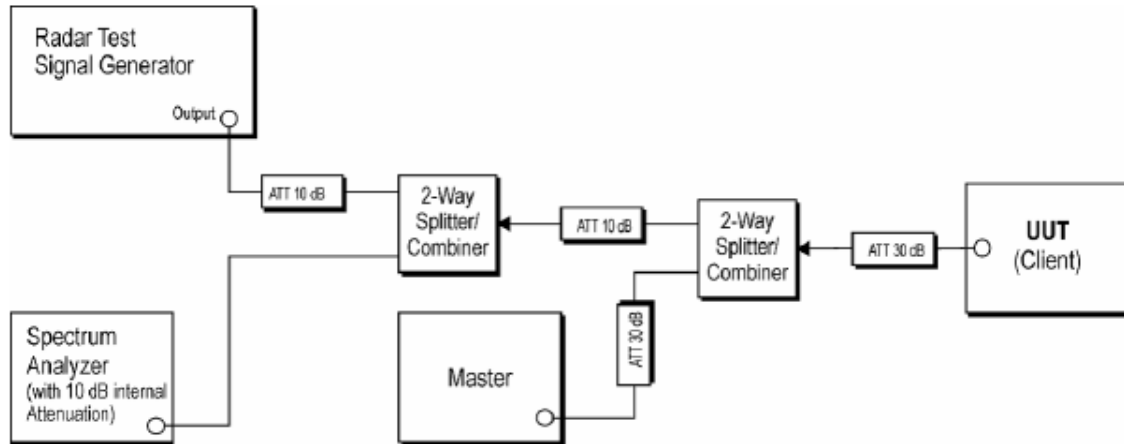 Radar Test
Signal Generator
Output
ATT 10 dB
2-Way
Splitter/
Combiner
ATT 10 dB
2-Way
Splitter/
Combiner
ATT 30 dB
UUT
(Client)
Spectrum
Analyzer
(with 10 dB internal
Attenuation)
Master
ATT 30 dB